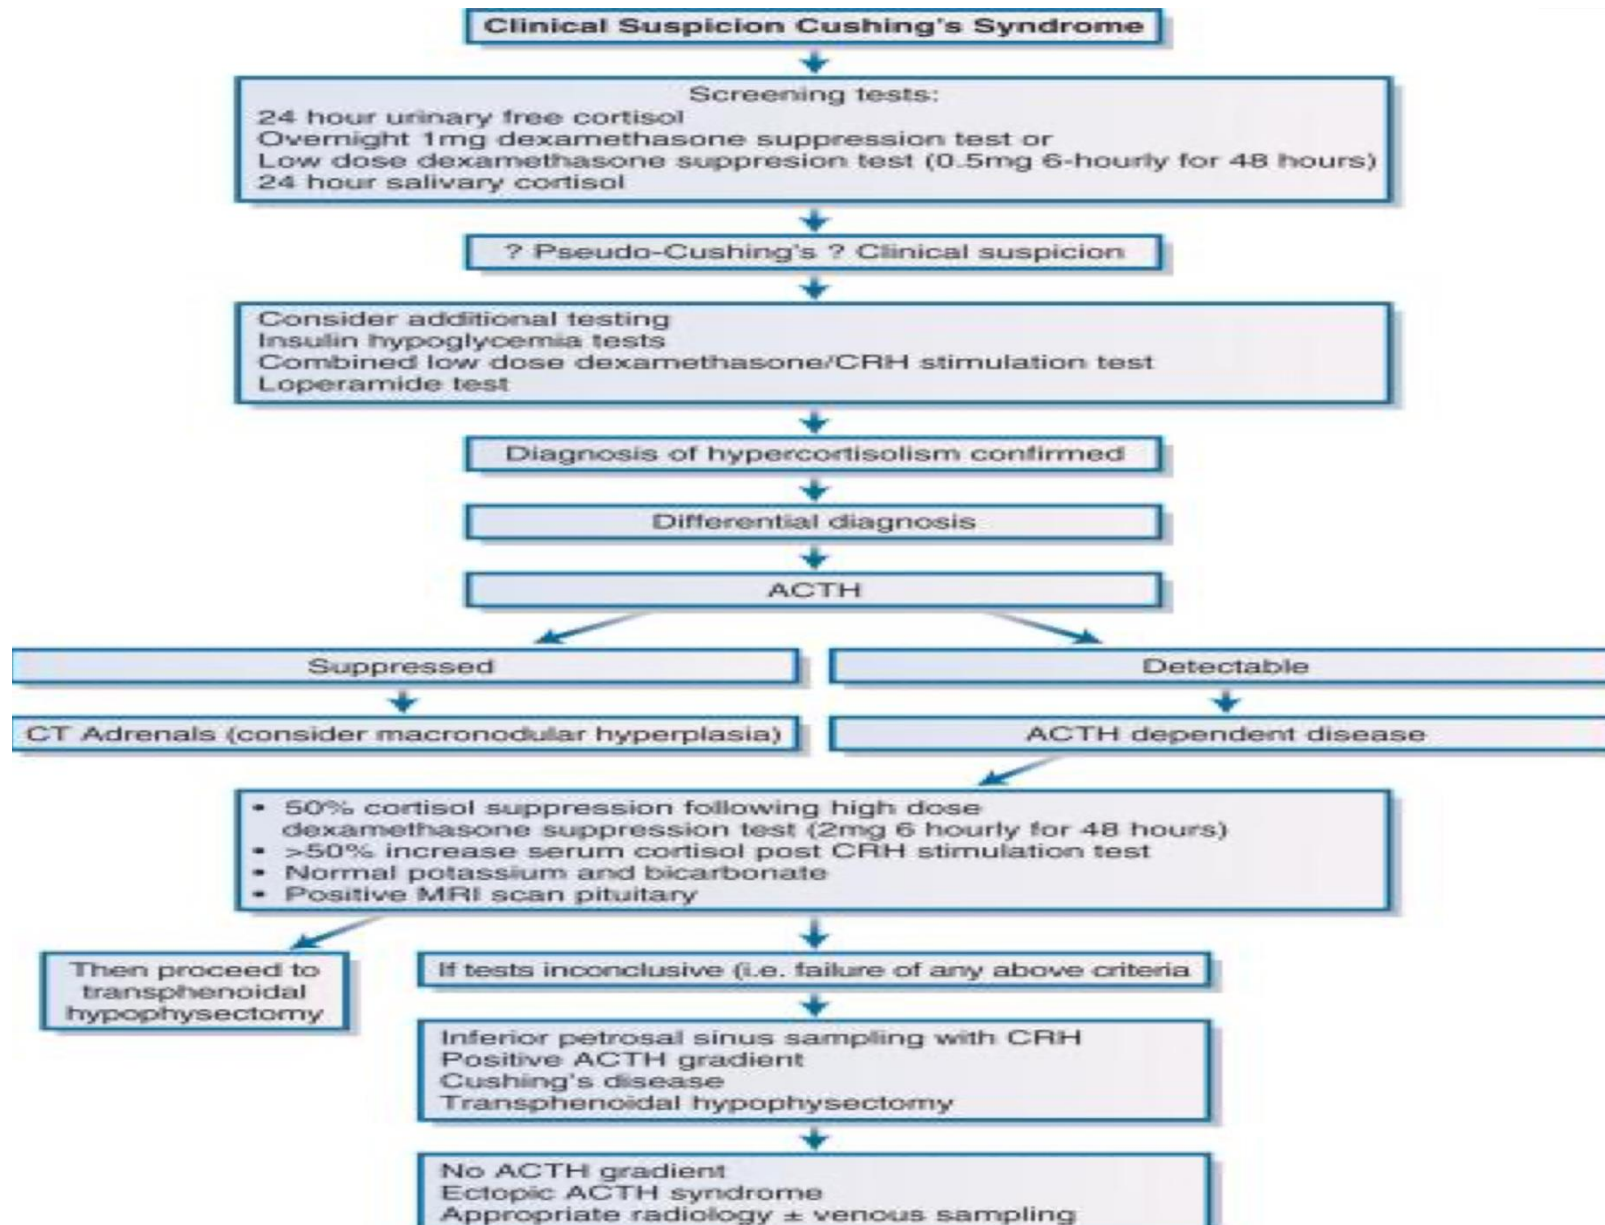 Clinical Suspicion Cushing's Syndrome
Screening tests:
24 hour urinary free cortisol
Overnight 1mg dexamethasone suppression test or
Low dose dexamethasone suppresion test (0.5mg 6-hourly for 48 hours)
24 hour salivary cortisol
? Pseudo-Cushing's ? Clinical suspicion
Consider additional testing
Insulin hypoglycemia tests
Combined low dose dexamethasone/CRH stimulation test
Loperamide test
Diagnosis of hypercortisolism confirmed
Differential diagnosis
ACTH
Suppressed
Detectable
CT Adrenals (consider macronodular hyperplasia)
ACTH dependent disease
• 50% cortisol suppression following high dose
dexamethasone suppression test (2mg 6 hourly for 48 hours)
• >50% increase serum cortisol post CRH stimulation test
• Normal potassium and bicarbonate
• Positive MRI scan pituitary
Then proceed to
transphenoidal
hypophysectomy
If tests inconclusive (i.e. failure of any above criteria
Inferior petrosal sinus sampling with CRH
Positive ACTH gradient
Cushing's disease
Transphenoidal hypophysectomy
No ACTH gradient
Ectopic ACTH syndrome
Appropriate radiology ± venous sampling